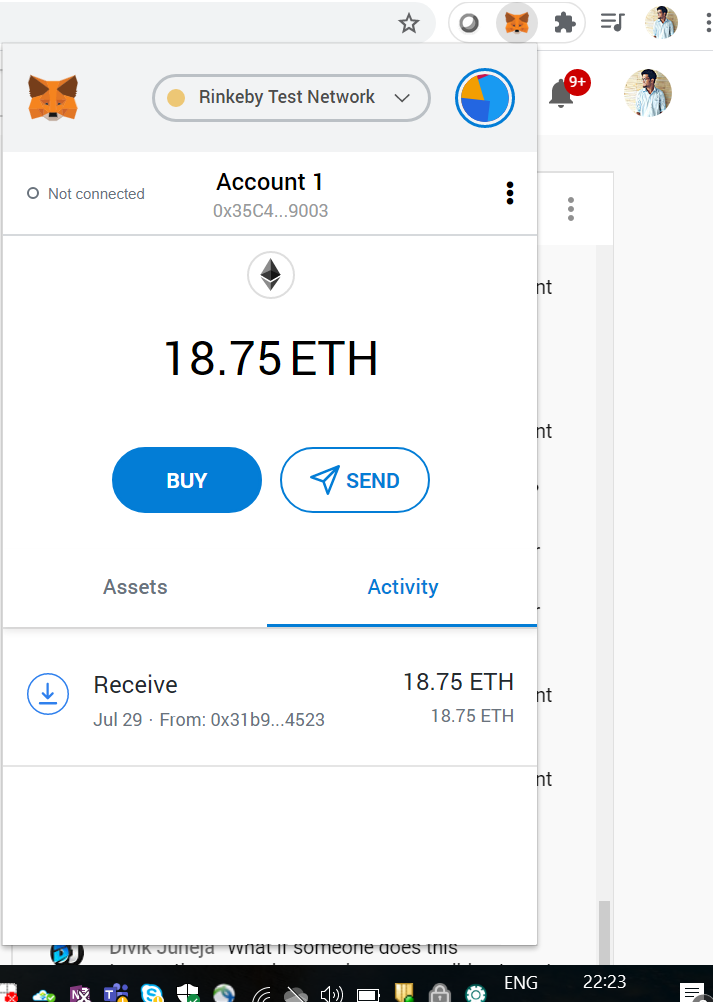 9+
Rinkeby Test Network
Not connected
Account 1
0x35C4...9003
nt
18.75 ETH
nt
BUY
SEND
Assets
Activity
Receive
18.75 ETH
nt
Jul 29 · From: 0x31b9...4523
18.75 ETH
nt
Divik Juneja What if someone does this
ENG
22:23